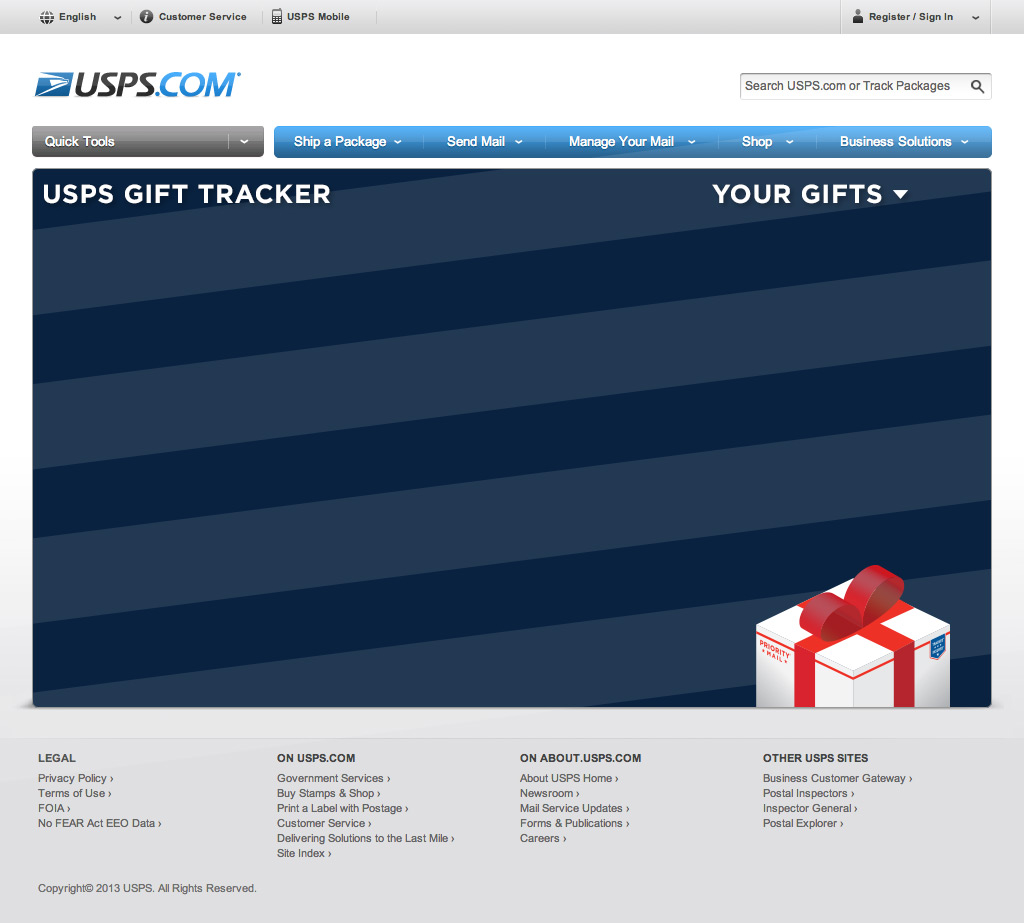 English
Customer Service
USPS Mobile
Register / Sign In
USPS.COM
Search USPS.com or Track Packages
Quick Tools
Ship a Package
Send Mail
Manage Your Mail
Shop
Business Solutions
USPS GIFT TRACKER
YOUR GIFTS
PRIORITY
MAIL
LEGAL
Privacy Policy ›
Terms of Use ›
FOIA ›
No FEAR Act EEO Data ›
ON USPS.COM
Government Services ›
Buy Stamps & Shop ›
Print a Label with Postage ›
Customer Service ›
Delivering Solutions to the Last Mile ›
Site Index ›
ON ABOUT.USPS.COM
About USPS Home ›
Newsroom ›
Mail Service Updates ›
Forms & Publications ›
Careers ›
OTHER USPS SITES
Business Customer Gateway ›
Postal Inspectors ›
Inspector General ›
Postal Explorer ›
Copyright© 2013 USPS. All Rights Reserved.